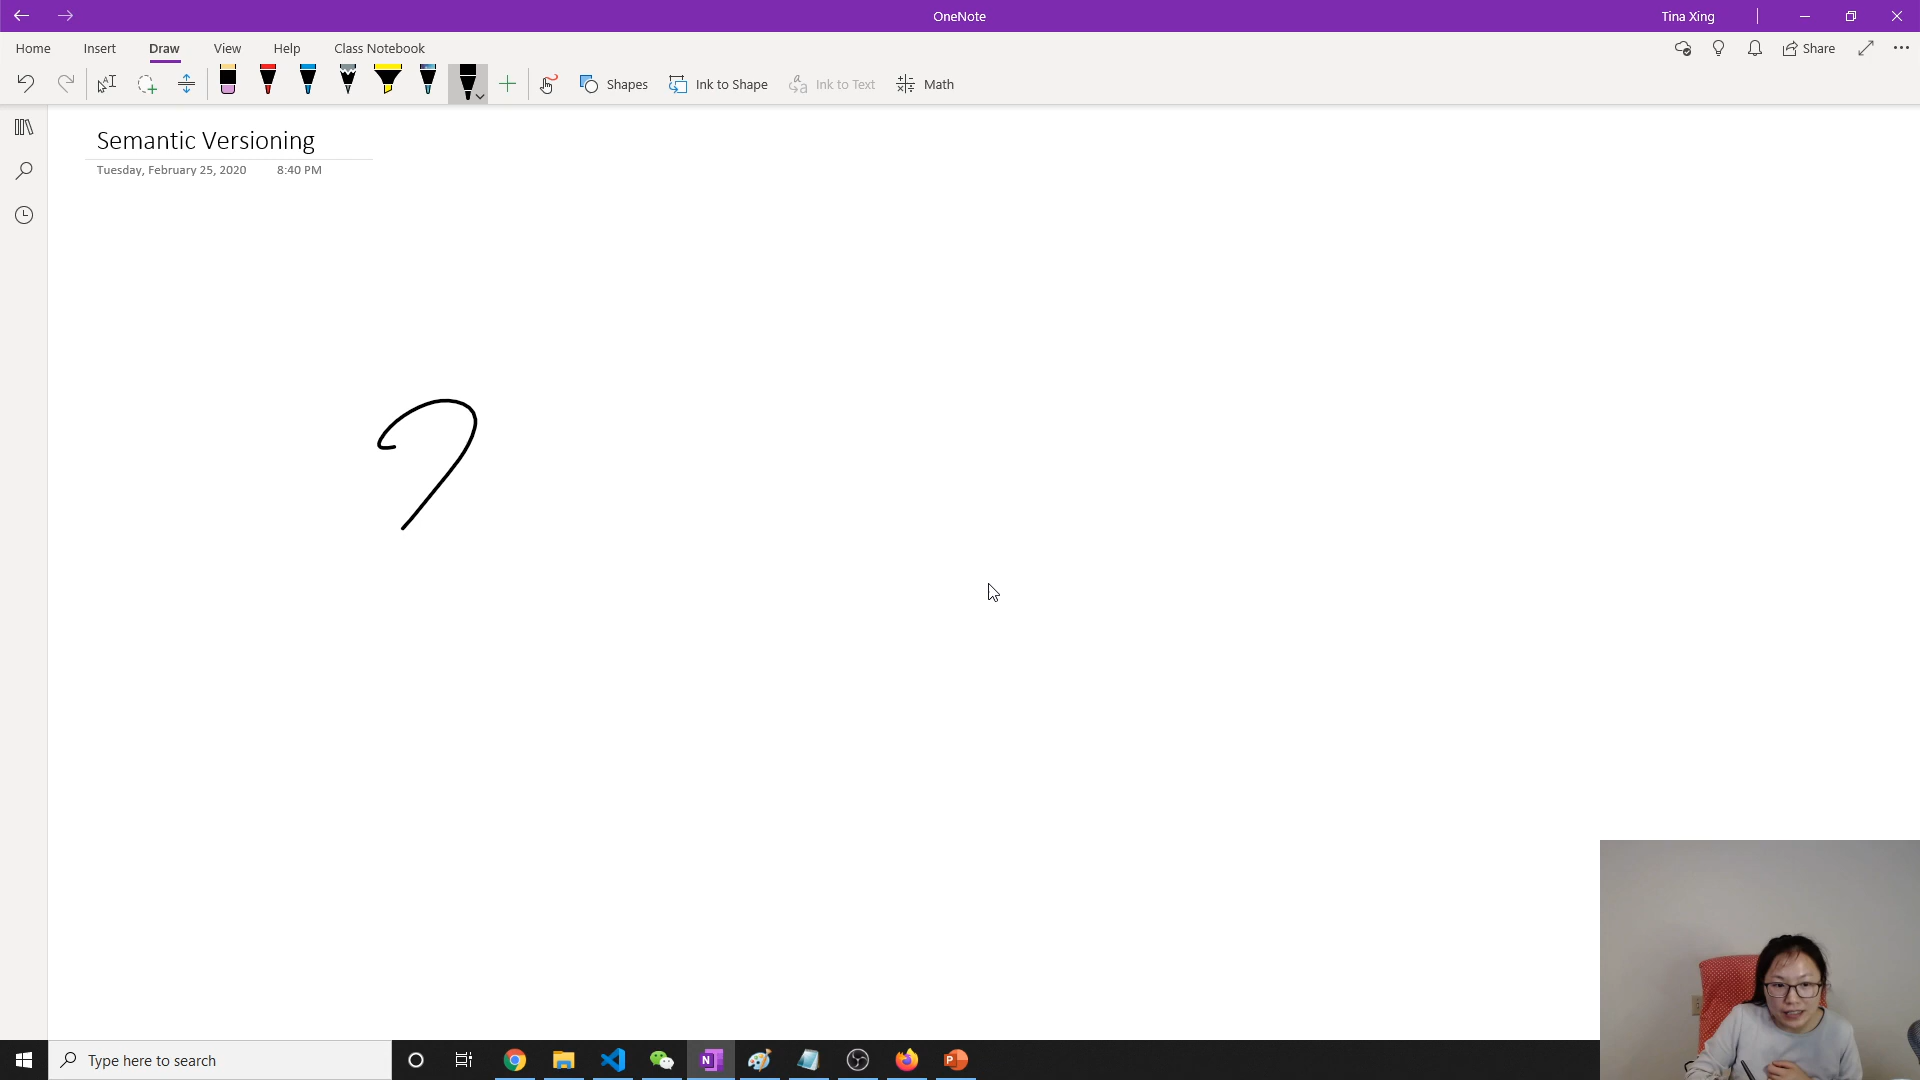 OneNote
Tina Xing
Home Insert Draw View Help Class Notebook
Share
Shapes Ink to Shape Ink to Text Math
Semantic Versioning
Tuesday, February 25, 2020 8:40 PM
Type here to search